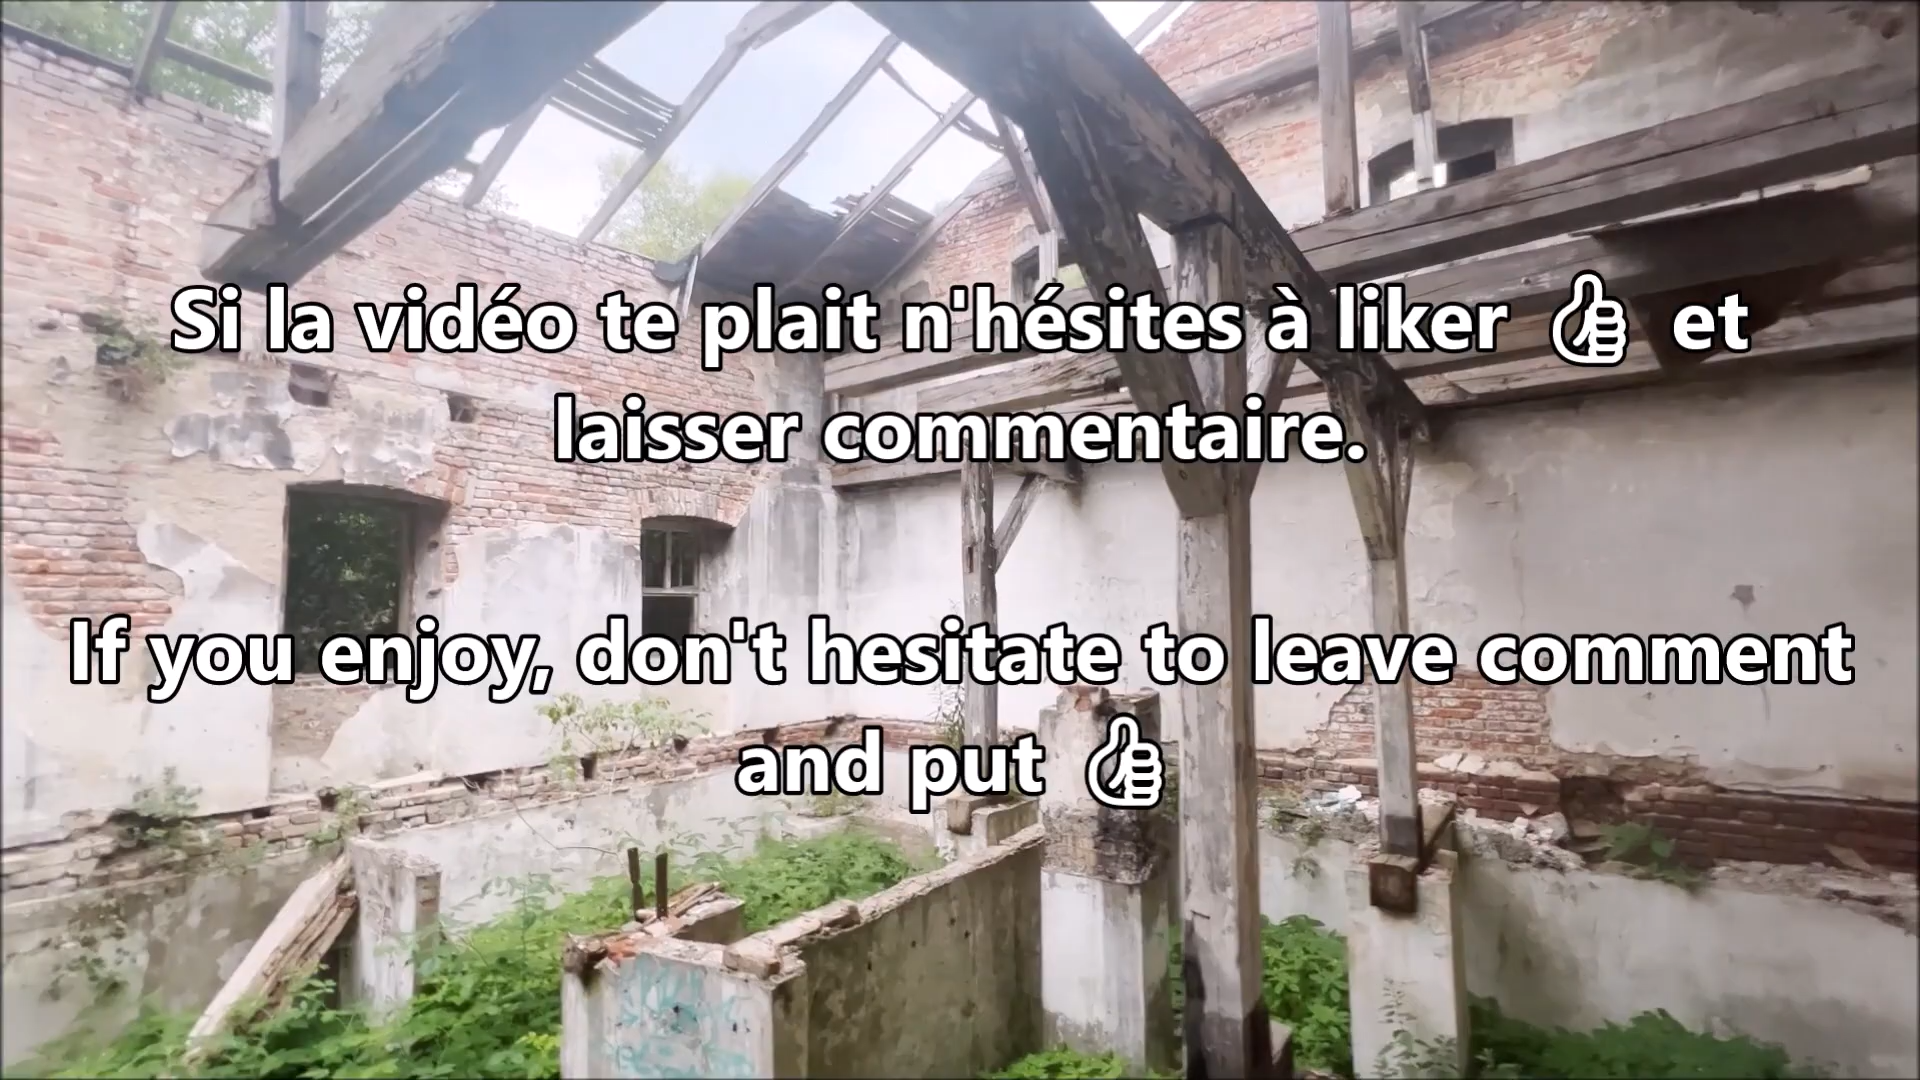 Si la vidéo te plait n'hésites à liker 👍 et
laisser commentaire.
If you enjoy, don't hesitate to leave comment
and put 👍